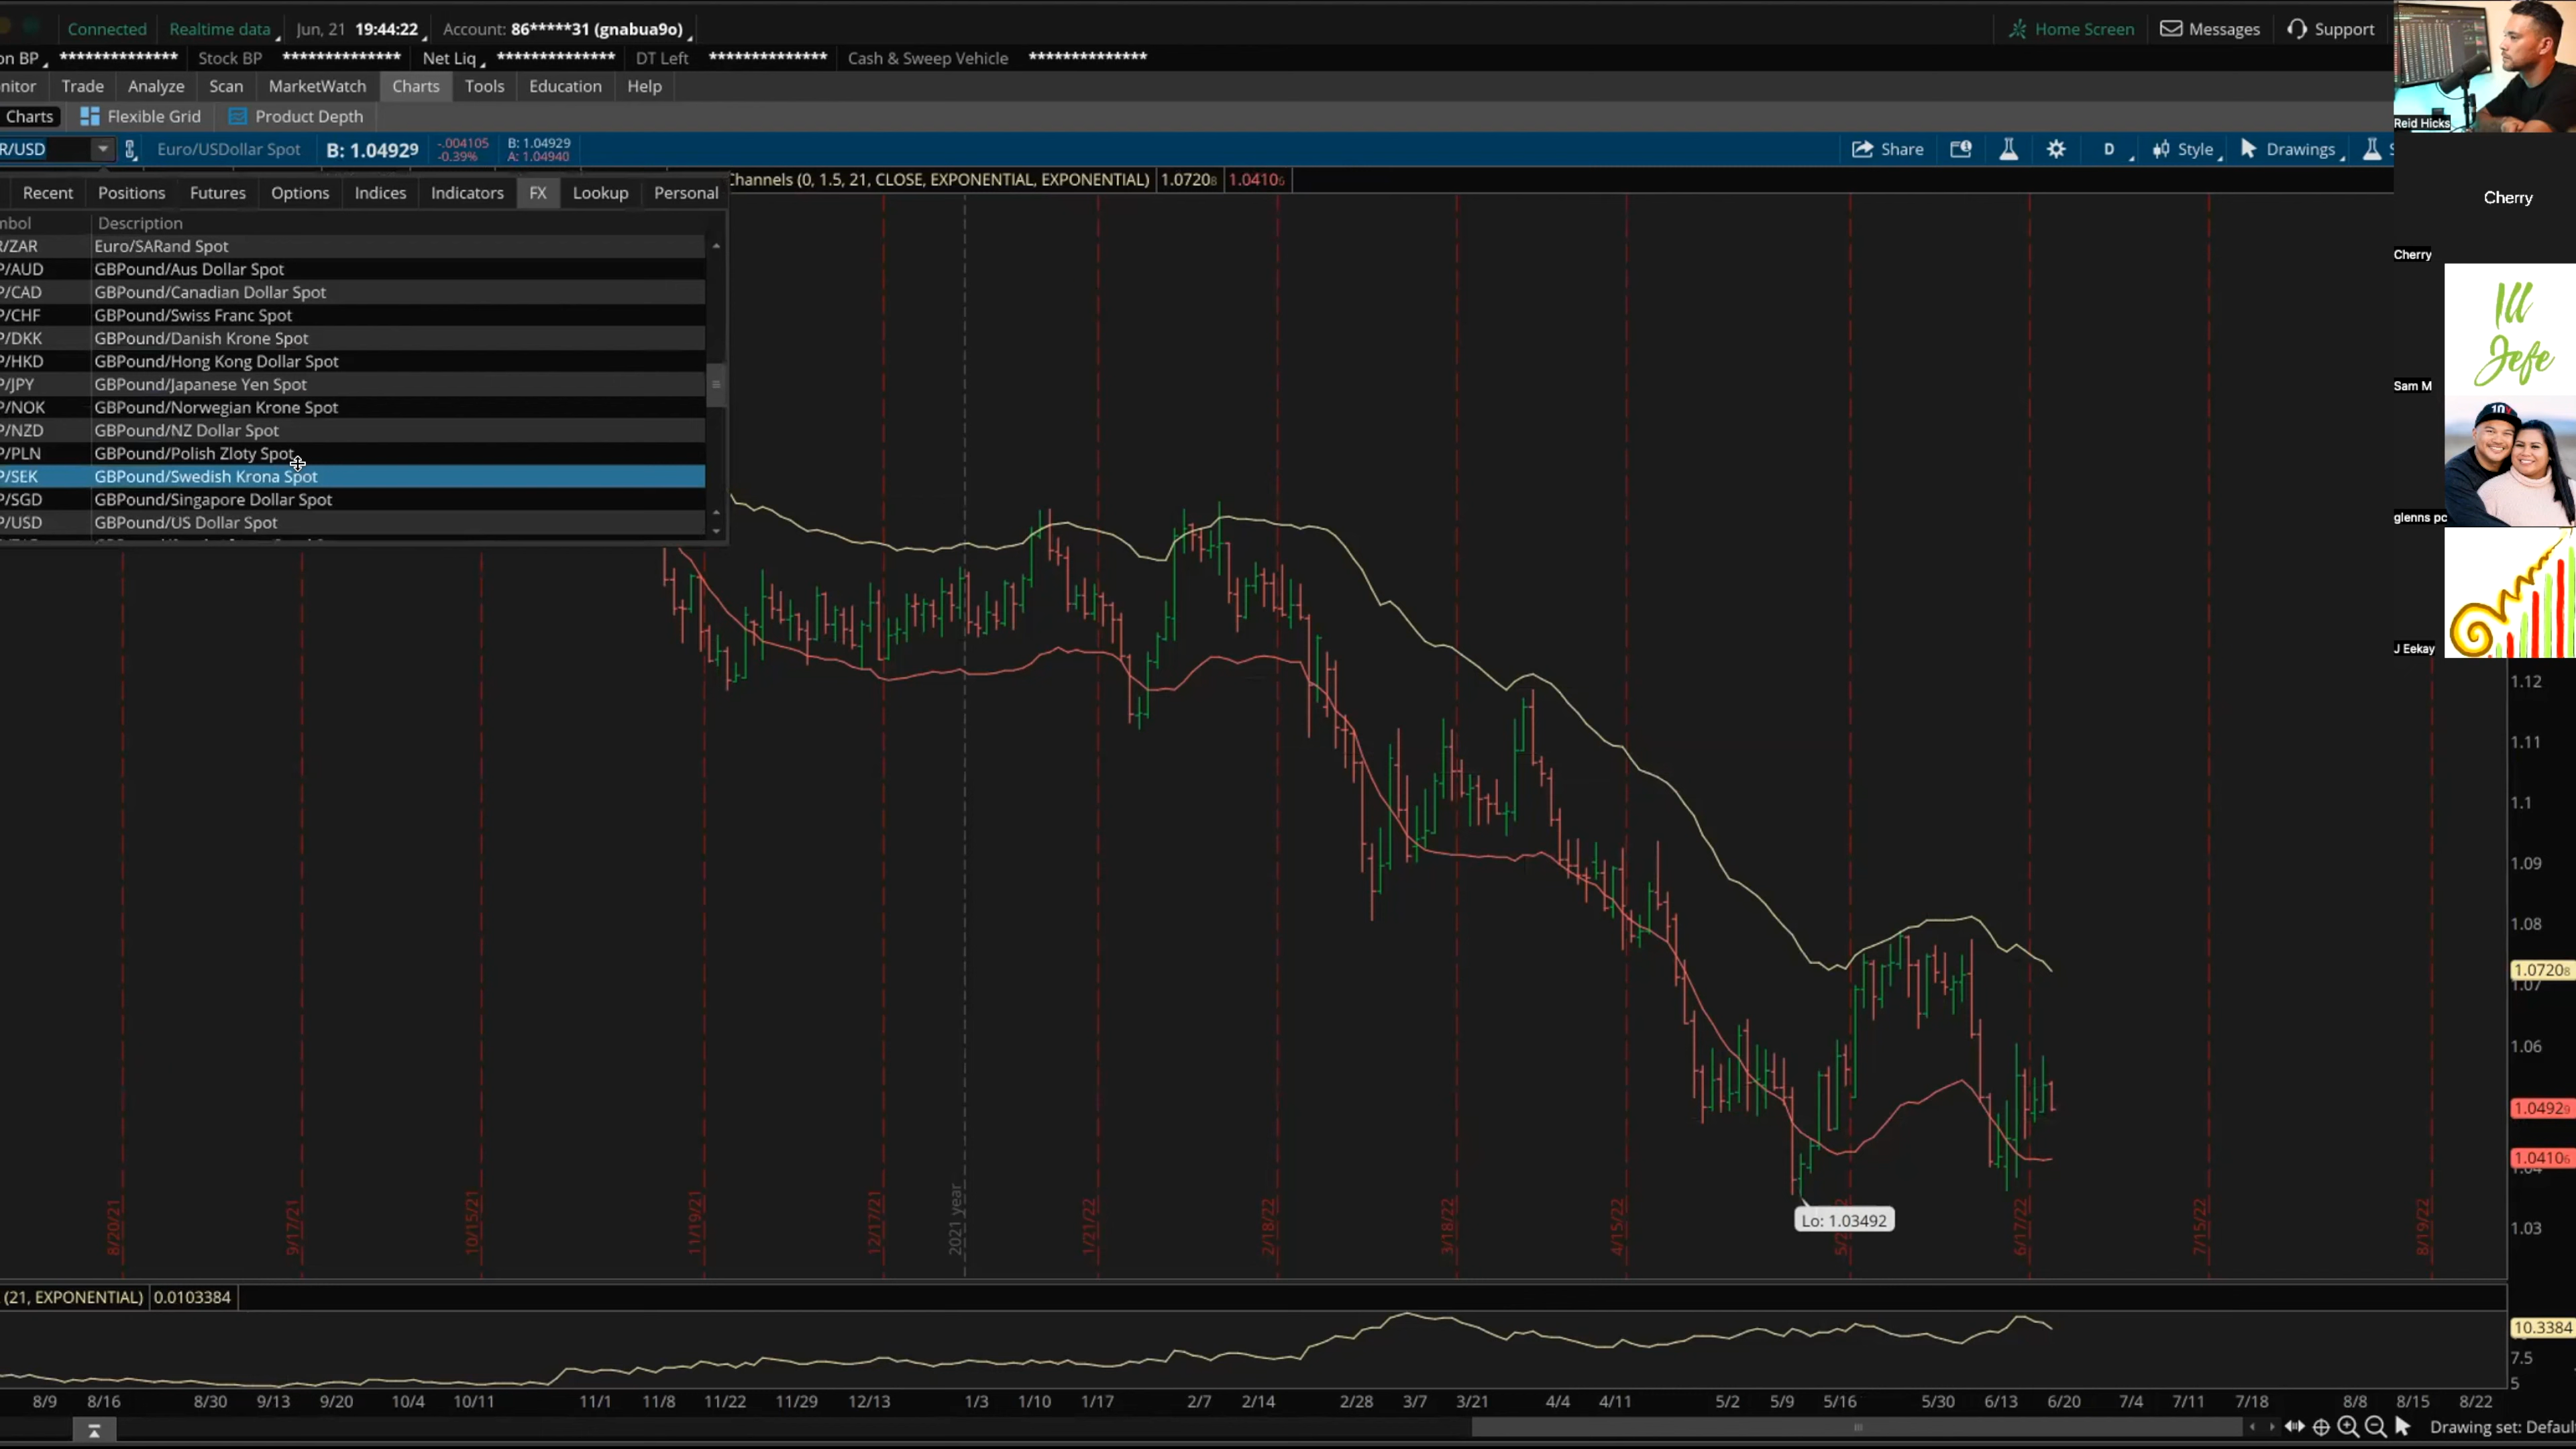 Connected Realtime data Jun, 21 19:44:22 Account: 86*****31 (gnabua9o) Home Screen Messages Support
on BP ************** Stock BP ************** Net Liq ************** DT Left ************** Cash & Sweep Vehicle **************
nitor Trade Analyze Scan MarketWatch Charts Tools Education Help
Charts Flexible Grid Product Depth
R/USD Euro/USDollar Spot B: 1.04929 -.004105 -0.39% B: 1.04929 A: 1.04940 Share D Style Drawings S
Channels (0, 1.5, 21, CLOSE, EXPONENTIAL, EXPONENTIAL) 1.07208 1.04106
Recent Positions Futures Options Indices Indicators FX Lookup Personal
mbol Description
R/ZAR Euro/SARand Spot
P/AUD GBPound/Aus Dollar Spot
P/CAD GBPound/Canadian Dollar Spot
P/CHF GBPound/Swiss Franc Spot
P/DKK GBPound/Danish Krone Spot
P/HKD GBPound/Hong Kong Dollar Spot
P/JPY GBPound/Japanese Yen Spot
P/NOK GBPound/Norwegian Krone Spot
P/NZD GBPound/NZ Dollar Spot
P/PLN GBPound/Polish Zloty Spot
P/SEK GBPound/Swedish Krona Spot
P/SGD GBPound/Singapore Dollar Spot
P/USD GBPound/US Dollar Spot
Reid Hicks
Cherry
Cherry
Ill
Jefe
Sam M
10
glenns pc
J Eekay
1.12
1.11
1.1
1.09
1.08
1.07208
1.07
1.06
1.04929
1.04106
1.04
1.03
Lo: 1.03492
8/20/21 9/17/21 10/15/21 11/19/21 12/17/21 2021 year 1/21/22 2/18/22 3/18/22 4/15/22 5/2 2 6/17/22 7/15/22 8/19/22
(21, EXPONENTIAL) 0.0103384
10.3384
7.5
5
8/9 8/16 8/30 9/13 9/20 10/4 10/11 11/1 11/8 11/22 11/29 12/13 1/3 1/10 1/17 2/7 2/14 2/28 3/7 3/21 4/4 4/11 5/2 5/9 5/16 5/30 6/13 6/20 7/4 7/11 7/18 8/8 8/15 8/22
Drawing set: Defaul